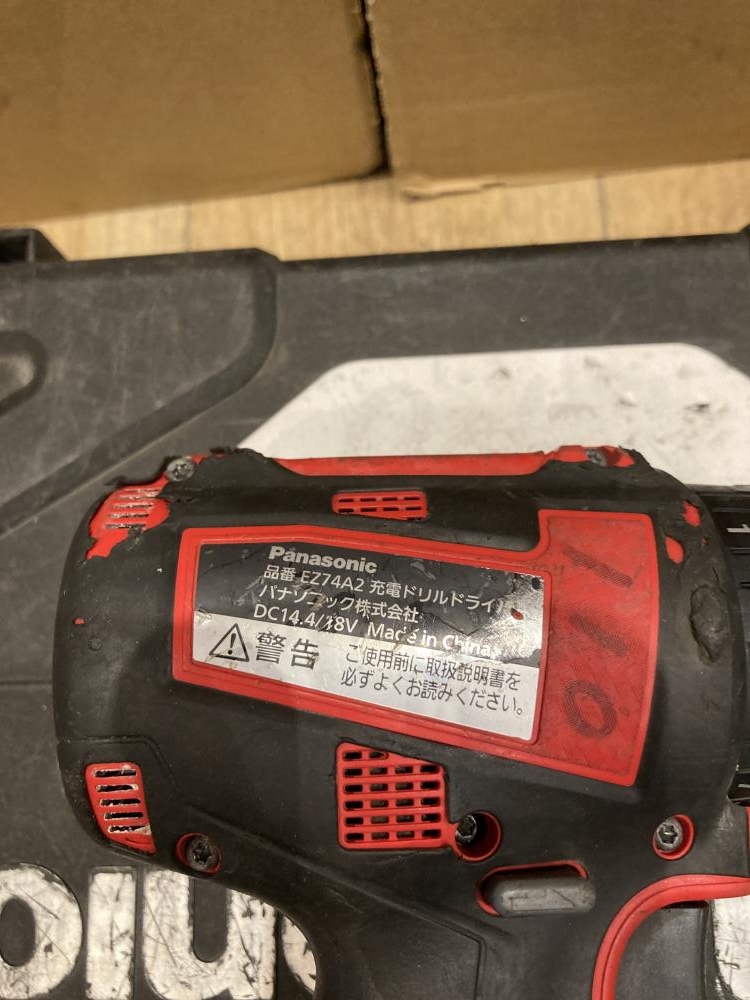 Panasonic
品番 EZ74A2 充電ドリルドライバ
パナソニック株式会社
DC14.4/18V Made in China
警告 ご使用前に取扱説明書を
必ずよくお読みください。